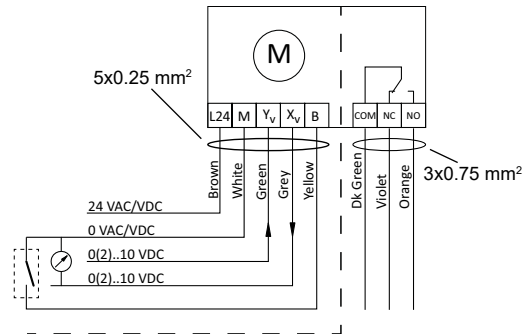 M
5x0.25 mm²
L24 M Yv Xv B COM NC NO
Brown
White
Green
Grey
Yellow
Dk Green
Violet
Orange
3x0.75 mm²
24 VAC/VDC
0 VAC/VDC
0(2)..10 VDC
0(2)..10 VDC